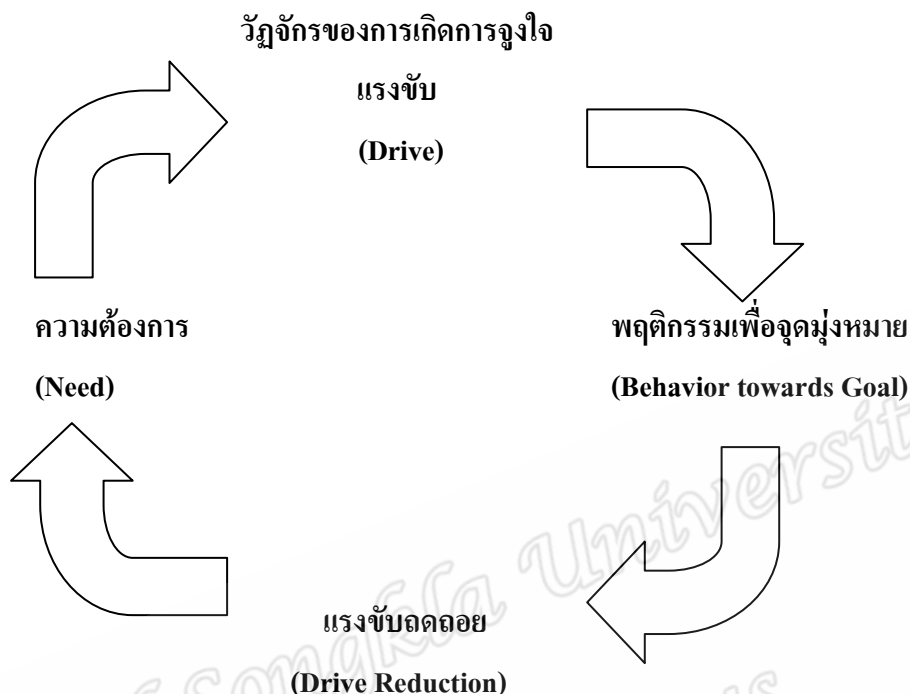 วัฏจักรของการเกิดการจูงใจ
แรงขับ
(Drive)
ความต้องการ
(Need)
พฤติกรรมเพื่อจุดมุ่งหมาย
(Behavior towards Goal)
แรงขับถดถอย
(Drive Reduction)
Songkla Universit